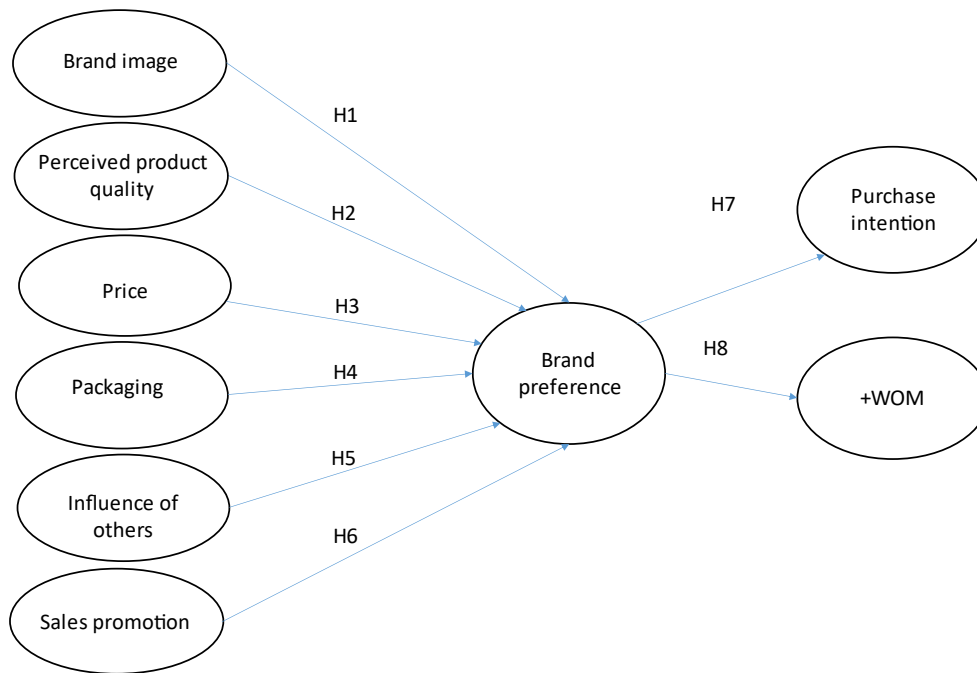 Brand image
H1
Perceived product
quality
H2
Price
H3
Packaging
H4
Influence of
others
H5
Sales promotion
H6
Brand
preference
H7
Purchase
intention
H8
+WOM